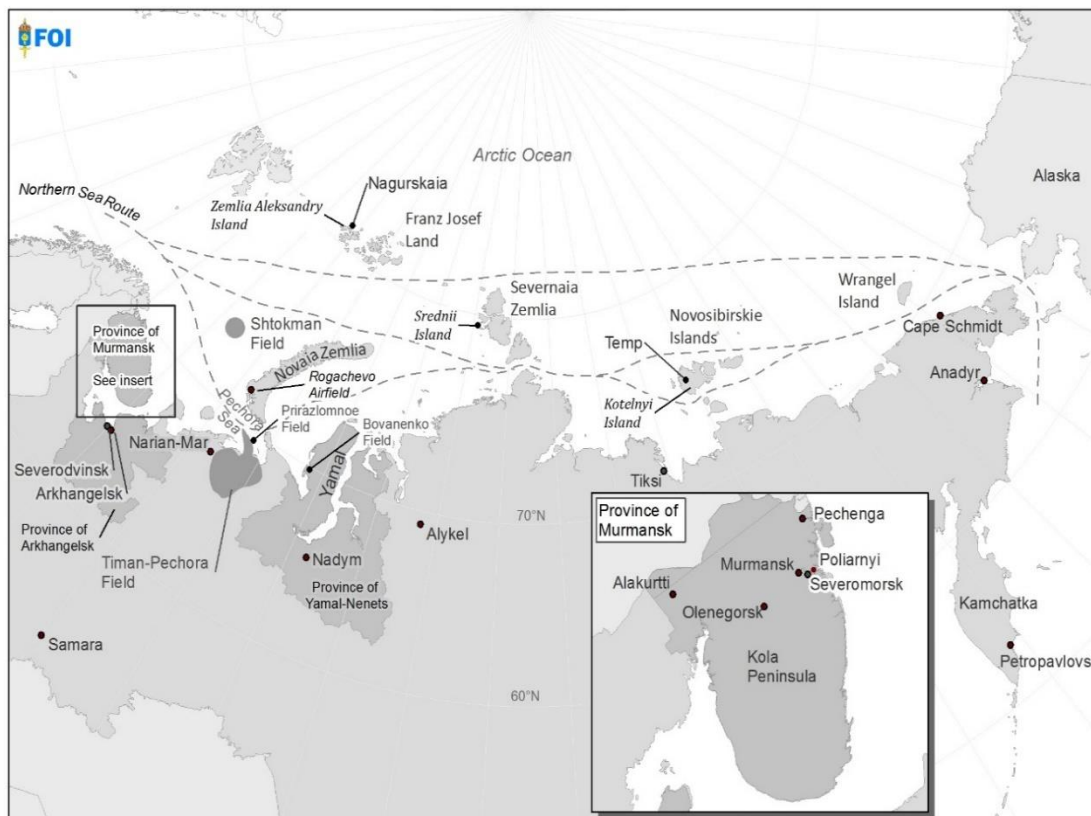 FOI
Arctic Ocean
Alaska
Northern Sea Route
Nagurskaia
Zemlia Aleksandry
Island
Franz Josef
Land
Severnaia
Zemlia
Wrangel
Island
Srednii
Island
Novosibirskie
Islands
Cape Schmidt
Shtokman
Field
Province of
Murmansk
See insert
Novaia Zemlia
Temp
Anadyr
Rogachevo
Airfield
Kotelnyi
Island
Pechora
Sea
Prirazlomnoe
Field
Bovanenko
Field
Narian-Mar
Yamal
Severodvinsk
Arkhangelsk
Tiksi
Province of
Arkhangelsk
70°N
Alykel
Timan-Pechora
Field
Nadym
Province of
Yamal-Nenets
Samara
60°N
Province of
Murmansk
Pechenga
Poliarnyi
Murmansk
Severomorsk
Alakurtti
Olenegorsk
Kola
Peninsula
Kamchatka
Petropavlovs